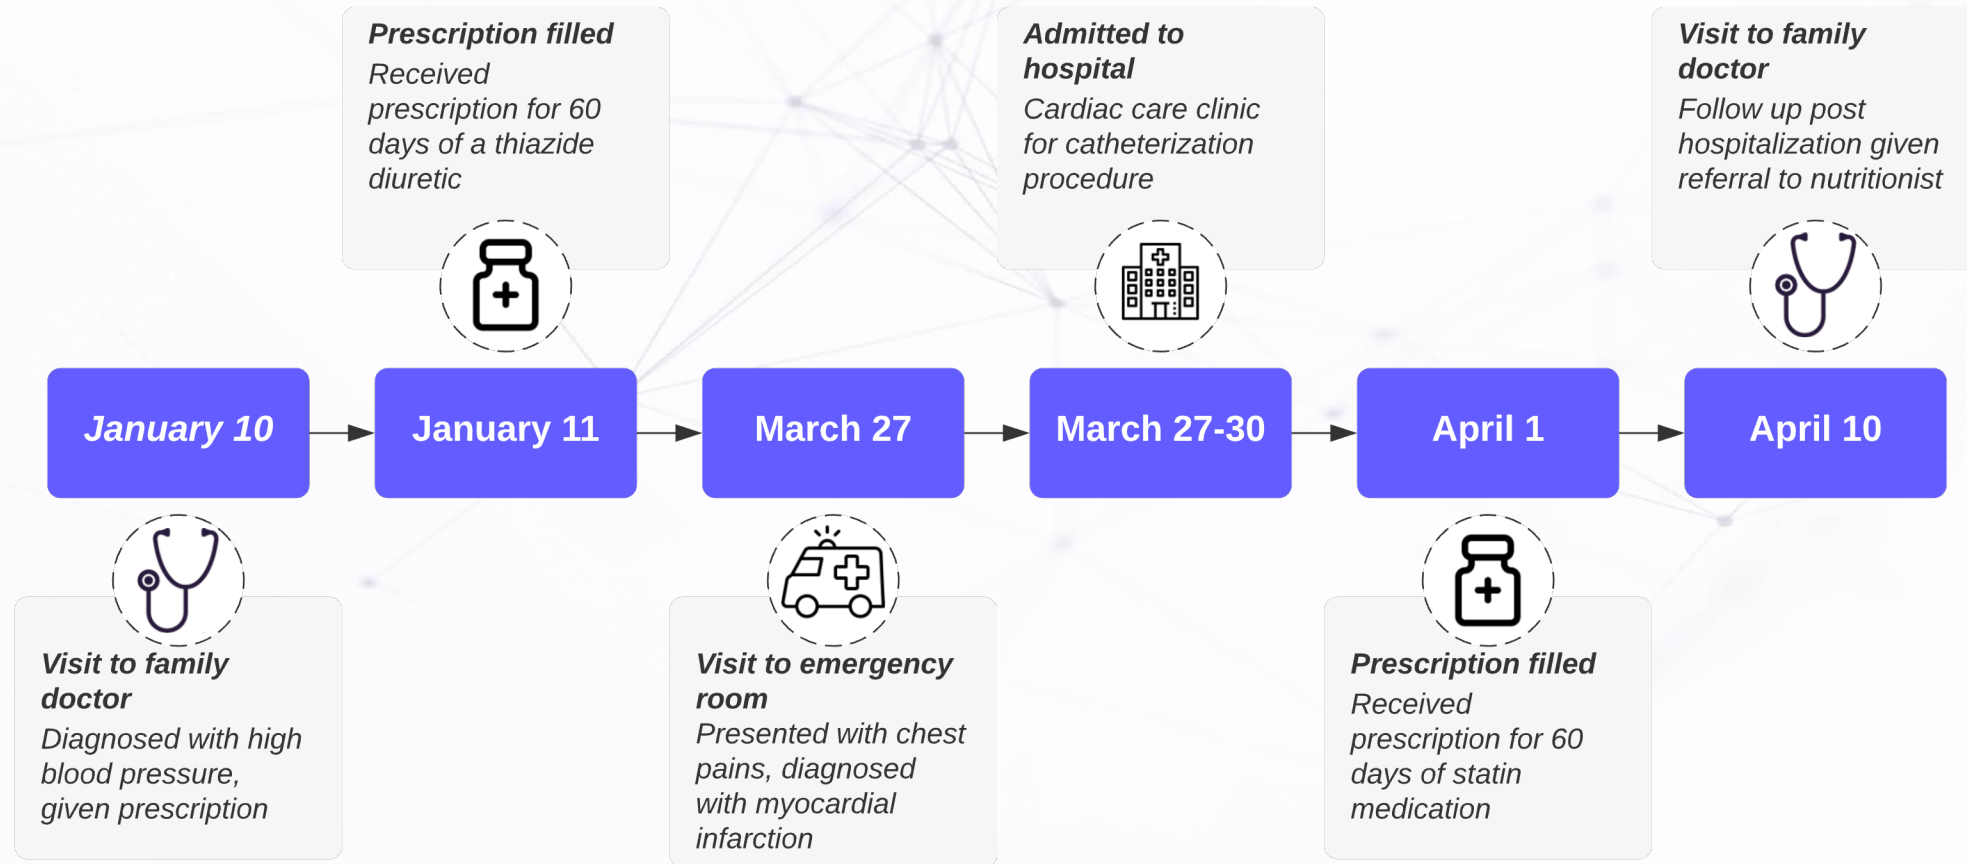 Prescription filled
Received
prescription for 60
days of a thiazide
diuretic
Admitted to
hospital
Cardiac care clinic
for catheterization
procedure
Visit to family
doctor
Follow up post
hospitalization given
referral to nutritionist
January 10
January 11
March 27
March 27-30
April 1
April 10
Visit to family
doctor
Diagnosed with high
blood pressure,
given prescription
Visit to emergency
room
Presented with chest
pains, diagnosed
with myocardial
infarction
Prescription filled
Received
prescription for 60
days of statin
medication